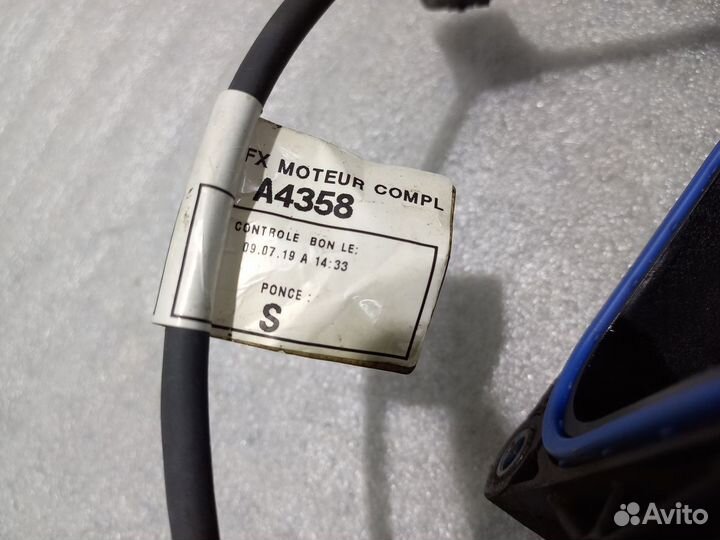 FX MOTEUR COMPL
A4358
CONTROLE BON LE:
09.07.19 A 14:33
PONCE :
S
Avito